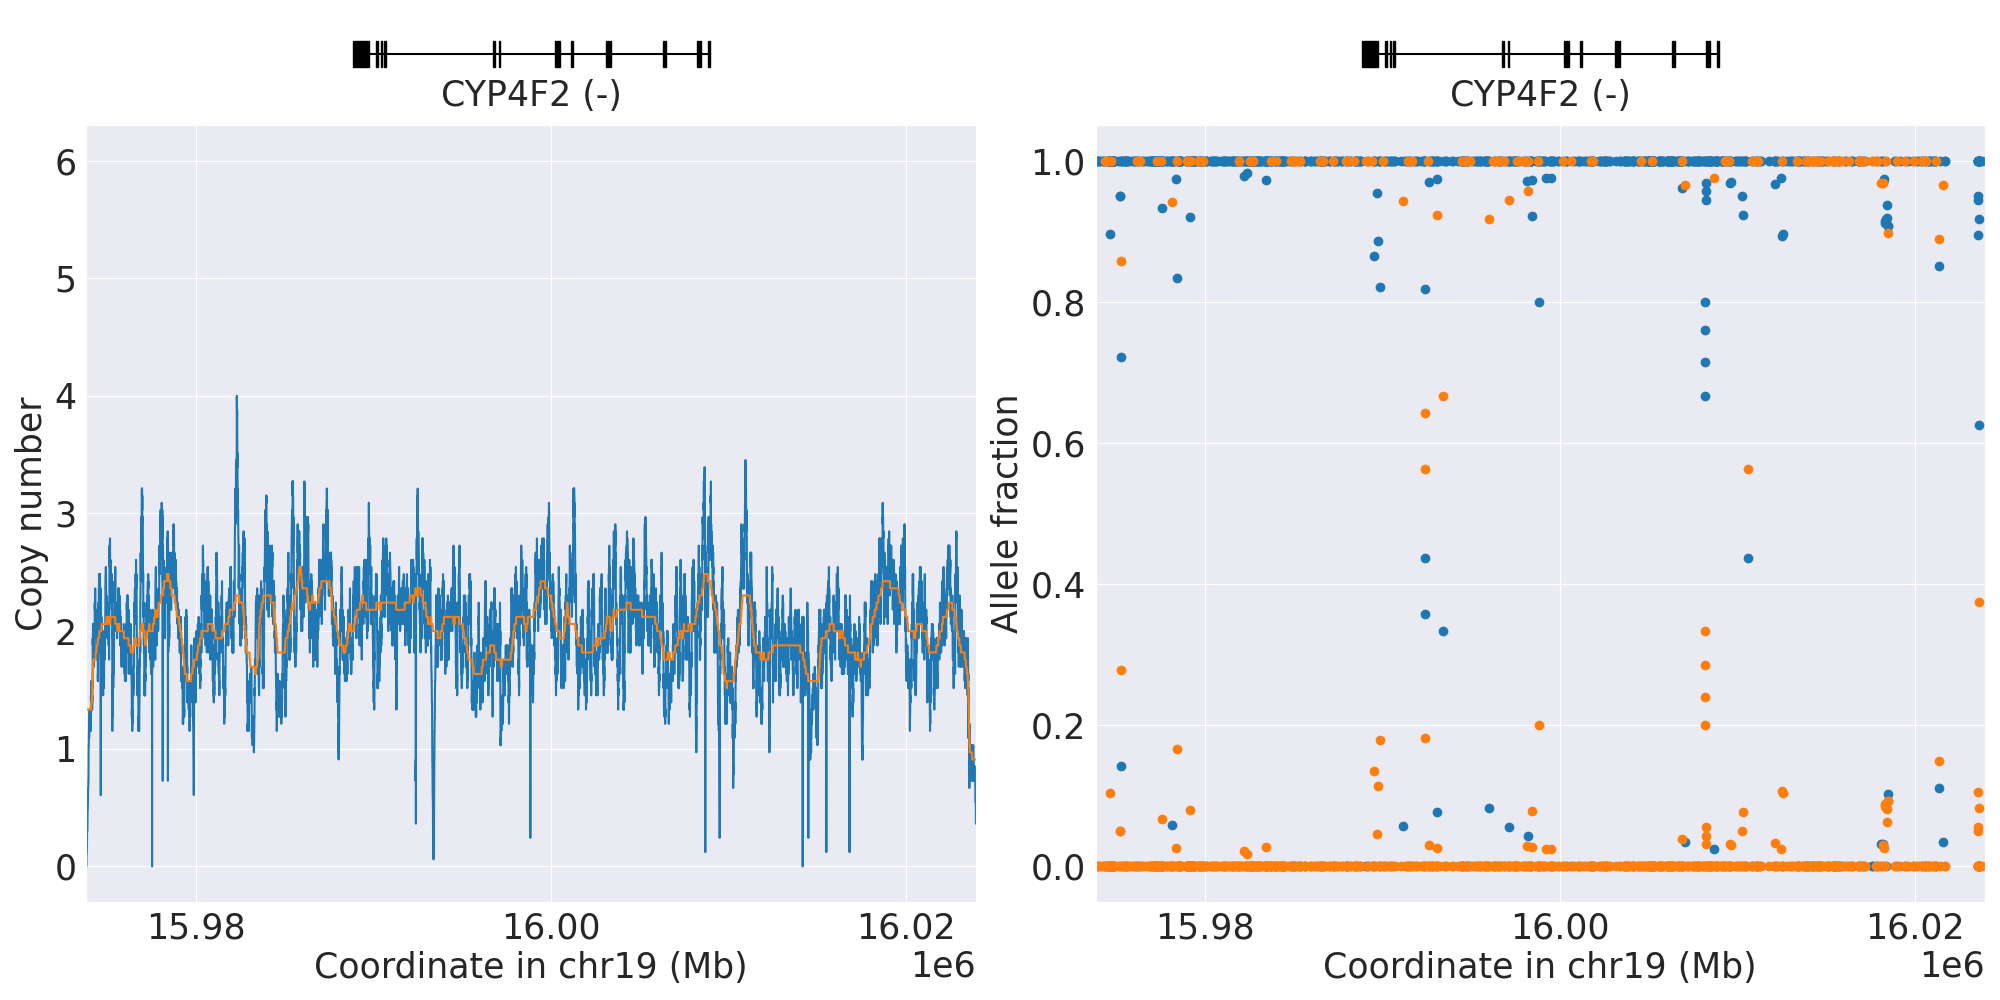 CYP4F2 (-)
6
5
4
3
2
1
0
Copy number
15.98 16.00 16.02
Coordinate in chr19 (Mb)
1e6
CYP4F2 (-)
1.0
0.8
0.6
0.4
0.2
0.0
Allele fraction
15.98 16.00 16.02
Coordinate in chr19 (Mb)
1e6